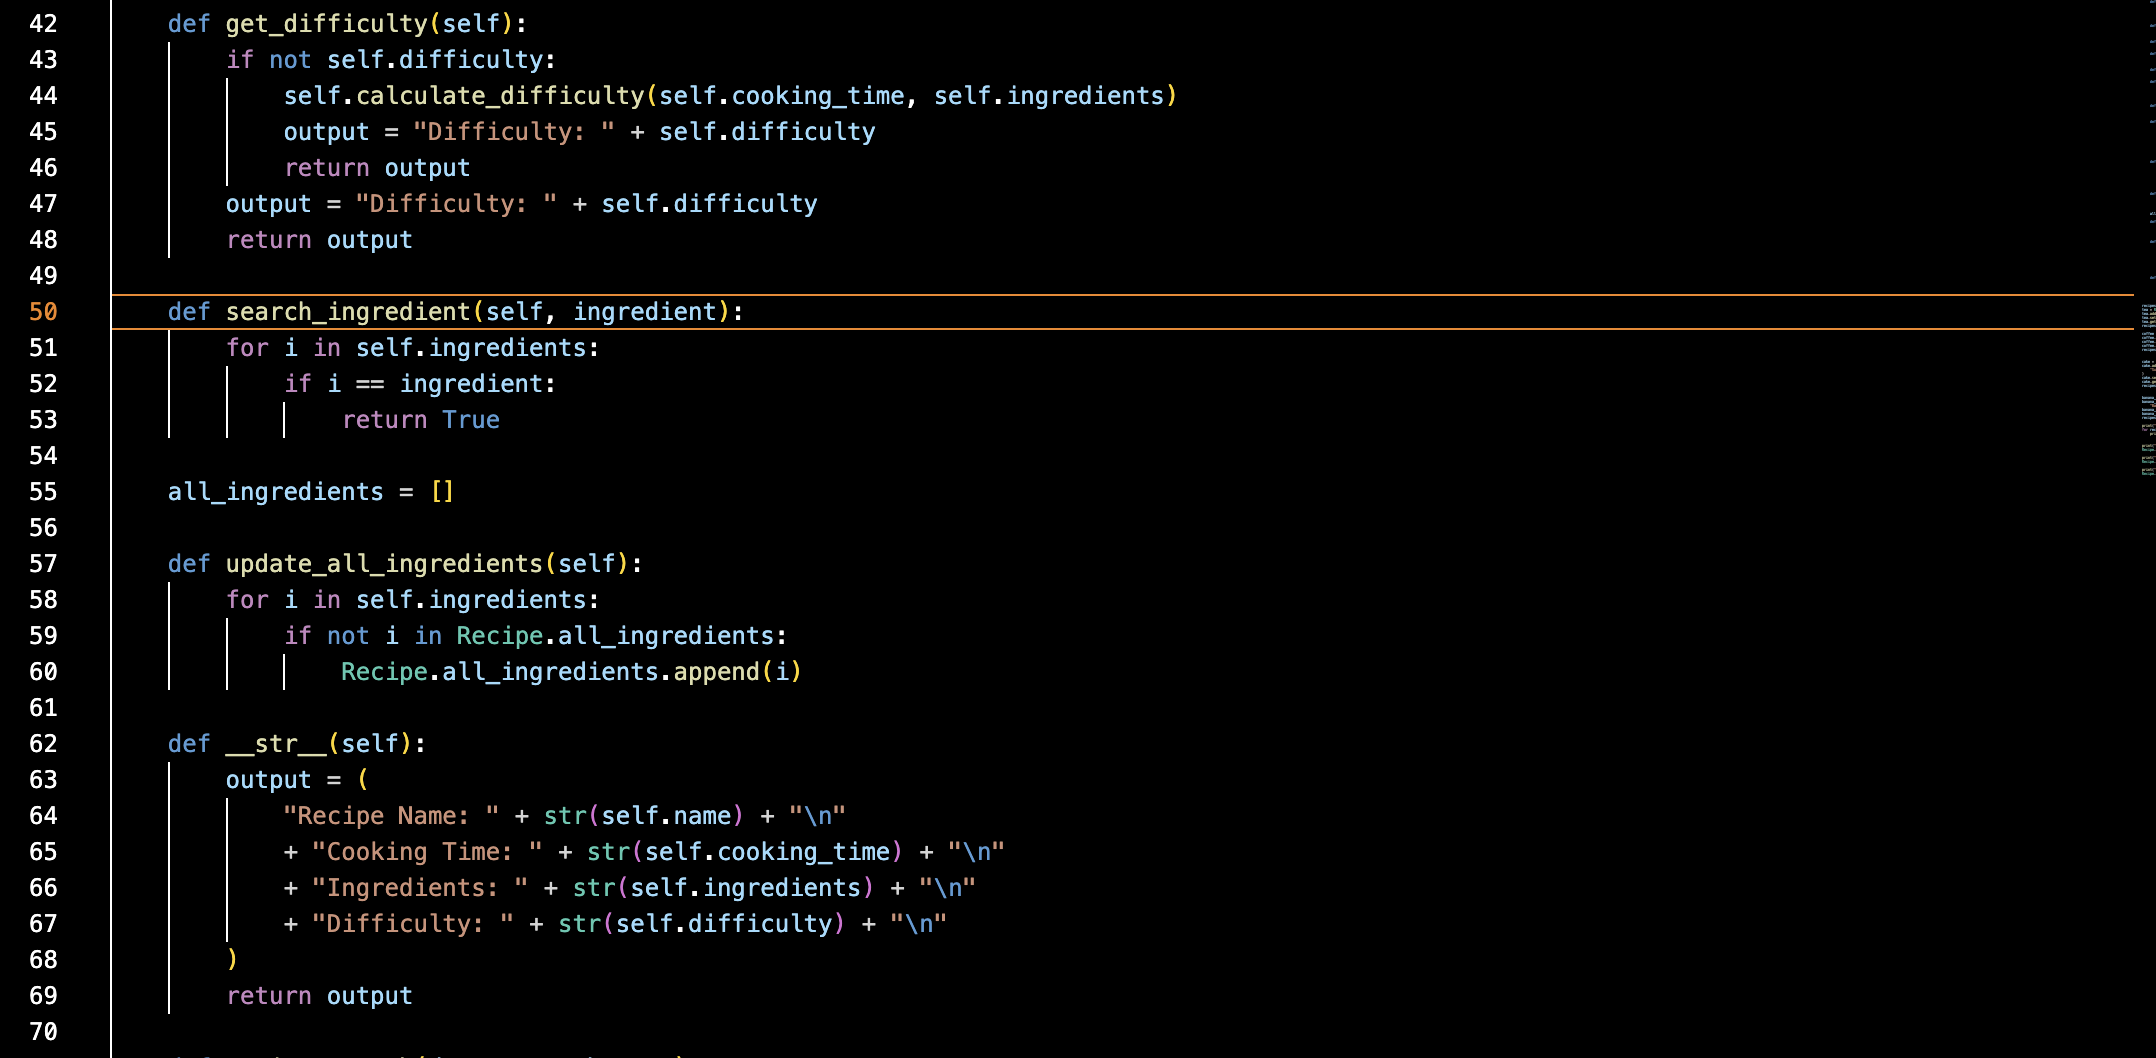 42 def get_difficulty(self):
43 if not self.difficulty:
44 self.calculate_difficulty(self.cooking_time, self.ingredients)
45 output = "Difficulty: " + self.difficulty
46 return output
47 output = "Difficulty: " + self.difficulty
48 return output
49
50 def search_ingredient(self, ingredient):
51 for i in self.ingredients:
52 if i == ingredient:
53 return True
54
55 all_ingredients = []
56
57 def update_all_ingredients(self):
58 for i in self.ingredients:
59 if not i in Recipe.all_ingredients:
60 Recipe.all_ingredients.append(i)
61
62 def __str__(self):
63 output = (
64 "Recipe Name: " + str(self.name) + "\n"
65 + "Cooking Time: " + str(self.cooking_time) + "\n"
66 + "Ingredients: " + str(self.ingredients) + "\n"
67 + "Difficulty: " + str(self.difficulty) + "\n"
68 )
69 return output
70